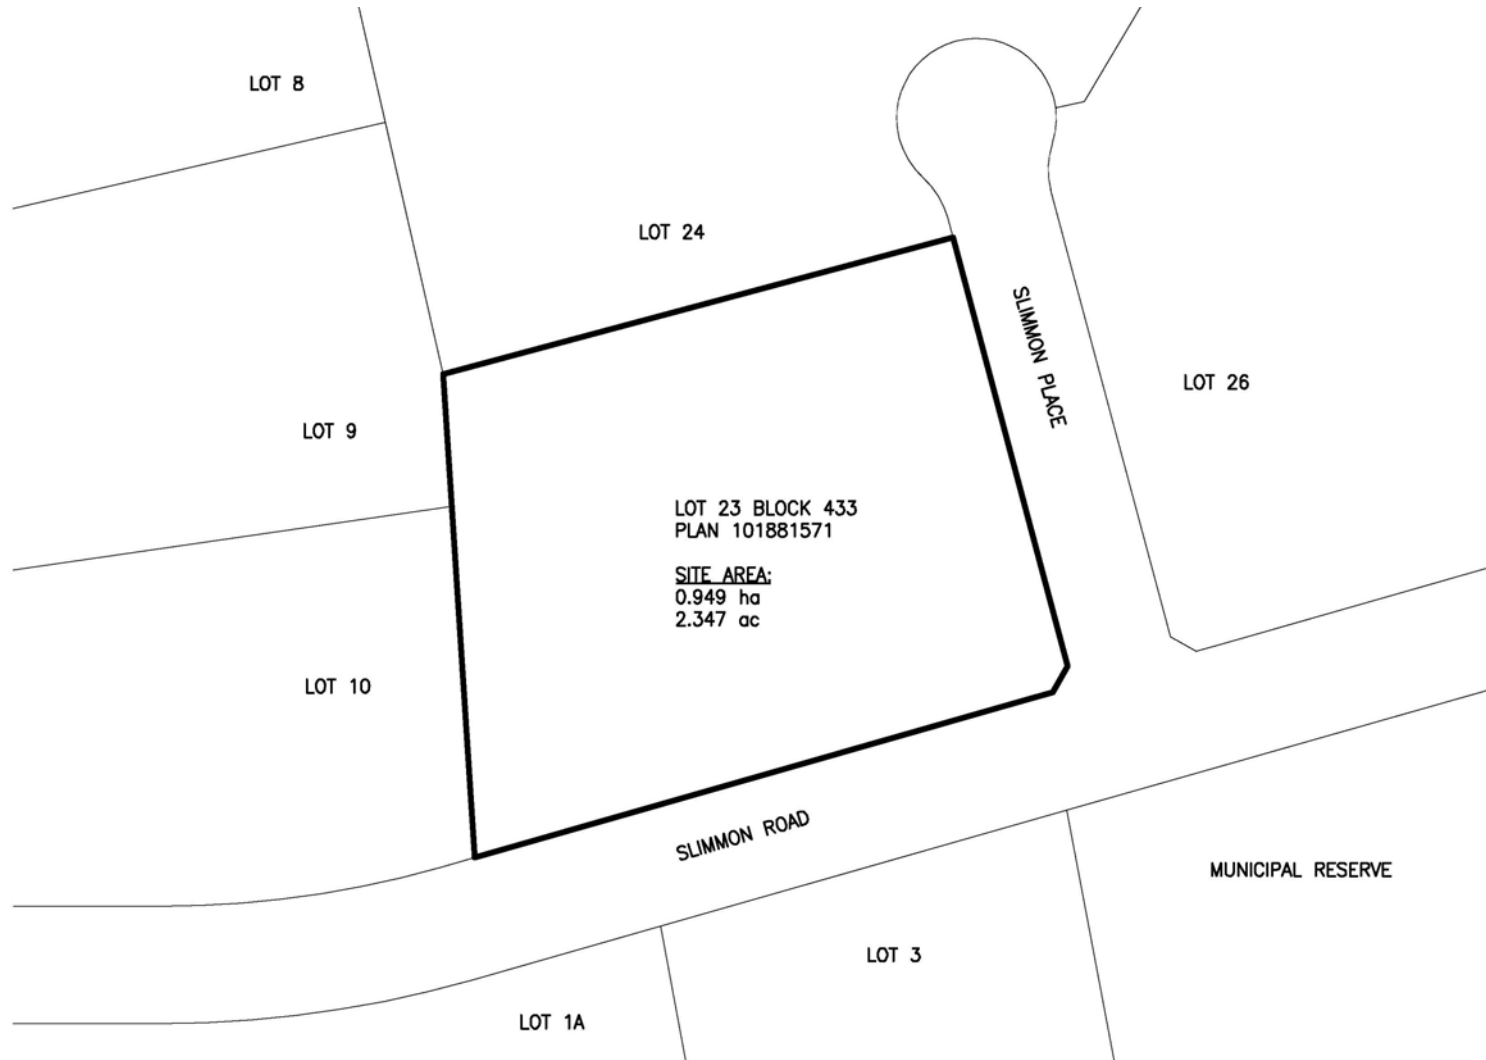 LOT 8
LOT 24
SLIMMON PLACE
LOT 26
LOT 9
LOT 23 BLOCK 433
PLAN 101881571
SITE AREA:
0.949 ha
2.347 ac
LOT 10
SLIMMON ROAD
MUNICIPAL RESERVE
LOT 3
LOT 1A